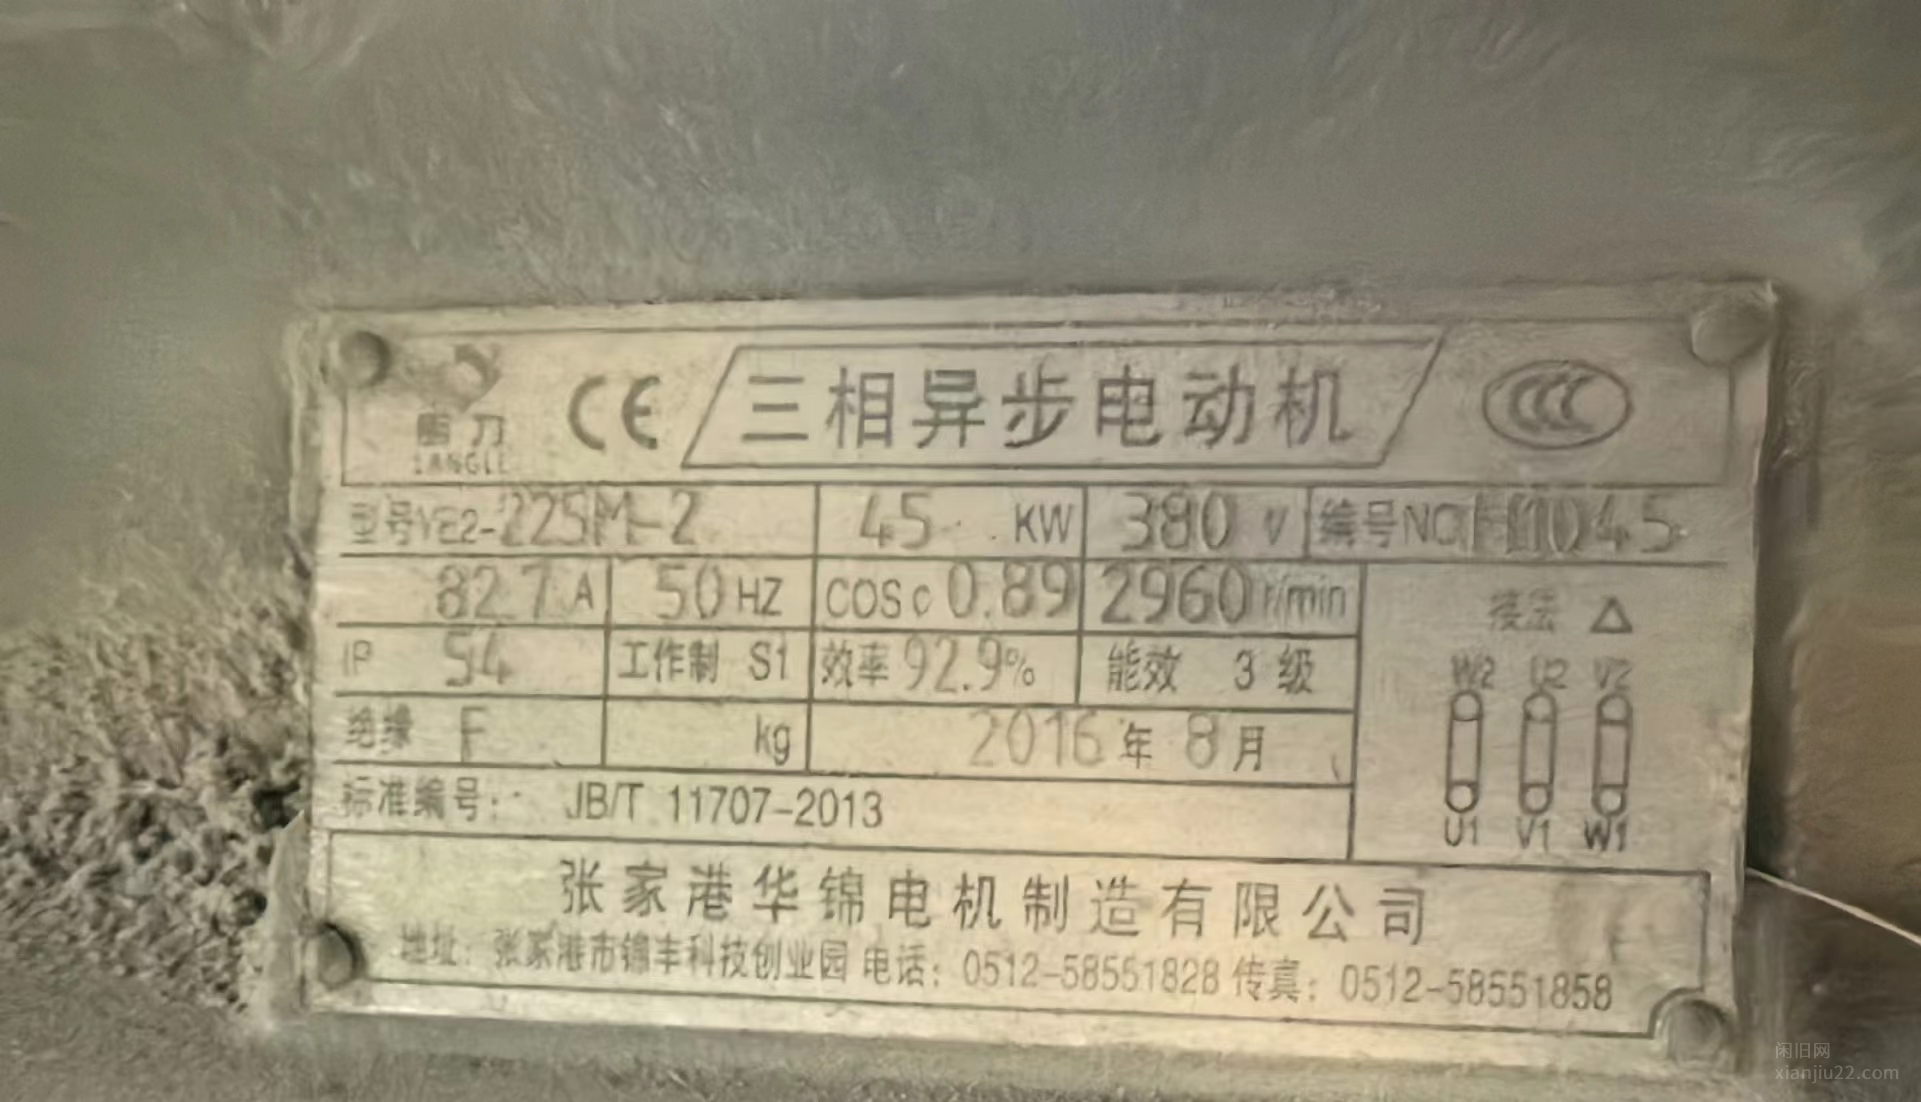 CE 三相异步电动机 CCC
型号YE2-225M-2 45 KW 380 V 编号NO
82.7 A 50 HZ COS 0.89 2960 r/min 接法 △
IP 54 工作制 S1 效率 92.9% 能效 3 级
W2 U2 V2
绝缘 F kg 2016 年 8 月
标准编号: JB/T 11707-2013
U1 V1 W1
张家港华锦电机制造有限公司
地址: 张家港市锦丰科技创业园 电话: 0512-58551828 传真: 0512-58551858
闲旧网
xianjiu22.com